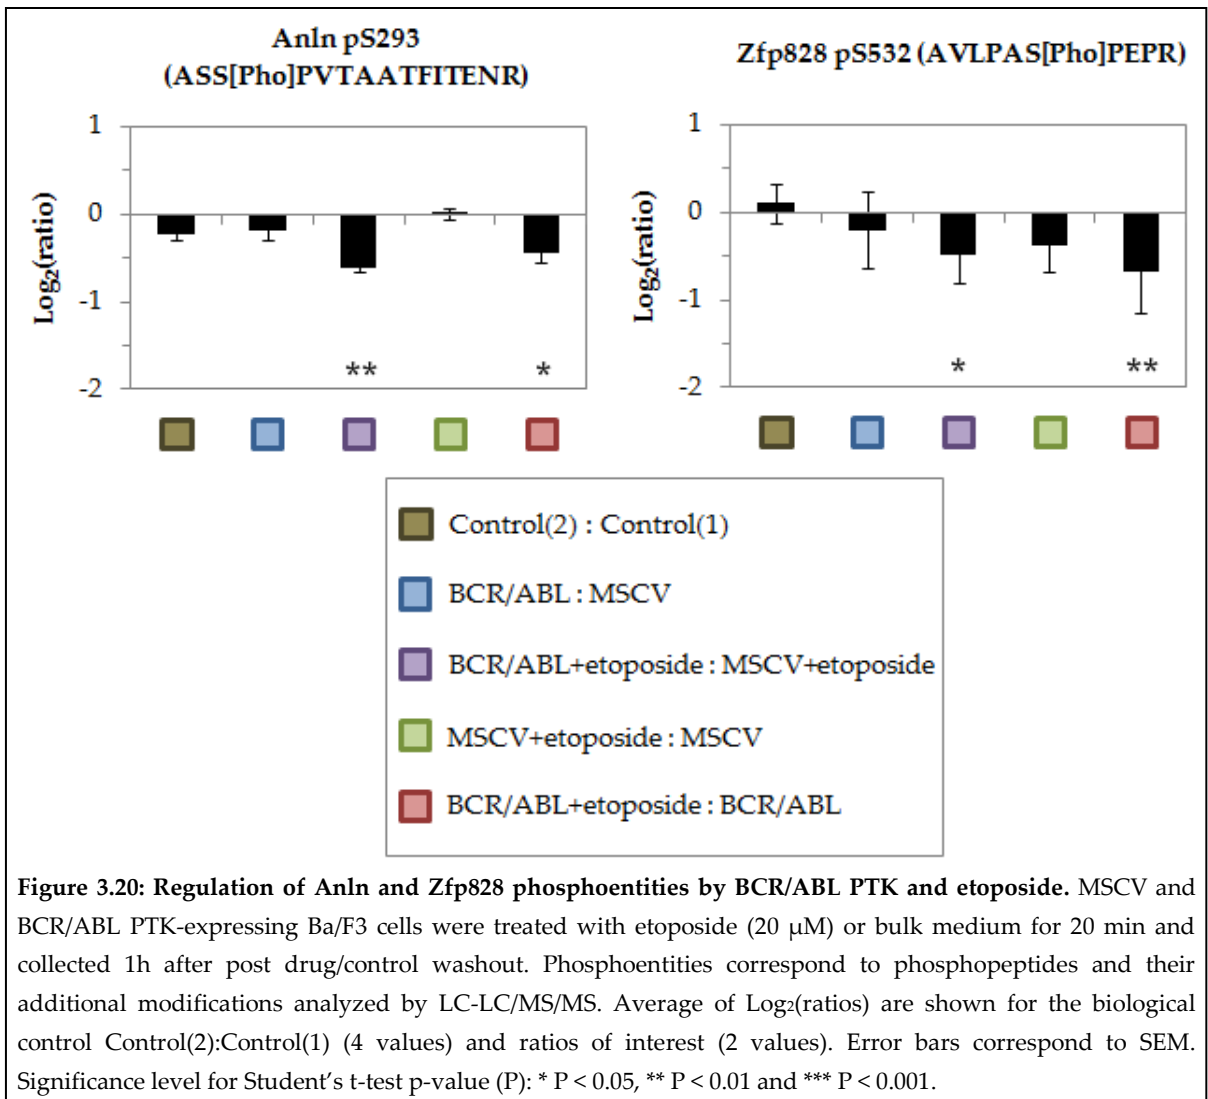 Anln pS293
(ASS[Pho]PVTAATFITENR)
1
0
-1
-2
Log2(ratio)
** *
Zfp828 pS532 (AVLPAS[Pho]PEPR)
1
0
-1
-2
Log2(ratio)
* **
Control(2) : Control(1)
BCR/ABL : MSCV
BCR/ABL+etoposide : MSCV+etoposide
MSCV+etoposide : MSCV
BCR/ABL+etoposide : BCR/ABL
Figure 3.20: Regulation of Anln and Zfp828 phosphoentities by BCR/ABL PTK and etoposide. MSCV and
BCR/ABL PTK-expressing Ba/F3 cells were treated with etoposide (20 µM) or bulk medium for 20 min and
collected 1h after post drug/control washout. Phosphoentities correspond to phosphopeptides and their
additional modifications analyzed by LC-LC/MS/MS. Average of Log2(ratios) are shown for the biological
control Control(2):Control(1) (4 values) and ratios of interest (2 values). Error bars correspond to SEM.
Significance level for Student’s t-test p-value (P): * P < 0.05, ** P < 0.01 and *** P < 0.001.